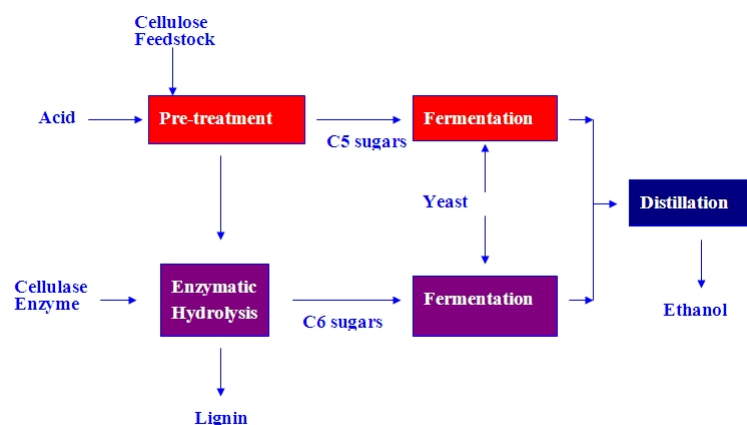 Cellulose
Feedstock
Acid
Pre-treatment
Fermentation
C5 sugars
Yeast
Distillation
Cellulase
Enzyme
Enzymatic
Hydrolysis
Fermentation
C6 sugars
Ethanol
Lignin